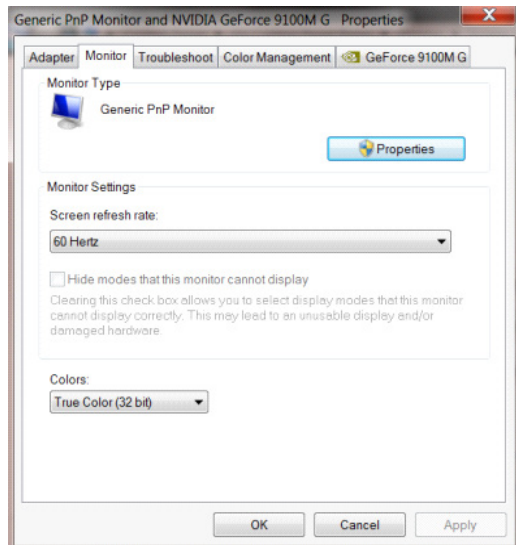 Generic PnP Monitor and NVIDIA GeForce 9100M G Properties
X
Adapter Monitor Troubleshoot Color Management GeForce 9100M G
Monitor Type
Generic PnP Monitor
Properties
Monitor Settings
Screen refresh rate:
60 Hertz
Hide modes that this monitor cannot display
Clearing this check box allows you to select display modes that this monitor
cannot display correctly. This may lead to an unusable display and/or
damaged hardware.
Colors:
True Color (32 bit)
OK Cancel Apply